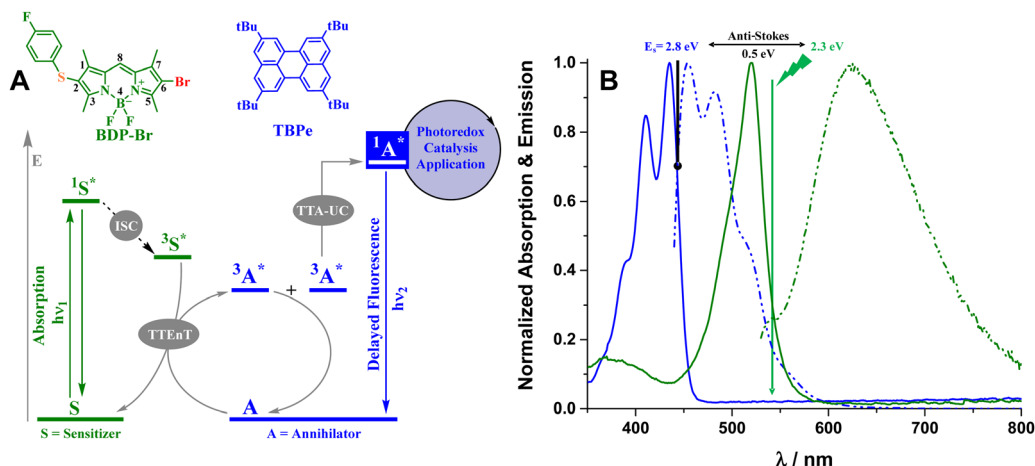 A
F
S
1
2
3
4
5
6
7
8
N
N
+
B
−
F
F
Br
BDP-Br
tBu
tBu
tBu
tBu
TBPe
E
¹S*
ISC
³S*
Absorption
hν₁
TTEnT
S
S = Sensitizer
³A*
+
³A*
TTA-UC
¹A*
Photoredox
Catalysis
Application
Delayed Fluorescence
hν₂
A
A = Annihilator
B
Eₛ= 2.8 eV
Anti-Stokes
0.5 eV
2.3 eV
Normalized Absorption & Emission
1.0
0.8
0.6
0.4
0.2
0.0
400
500
600
700
800
λ / nm